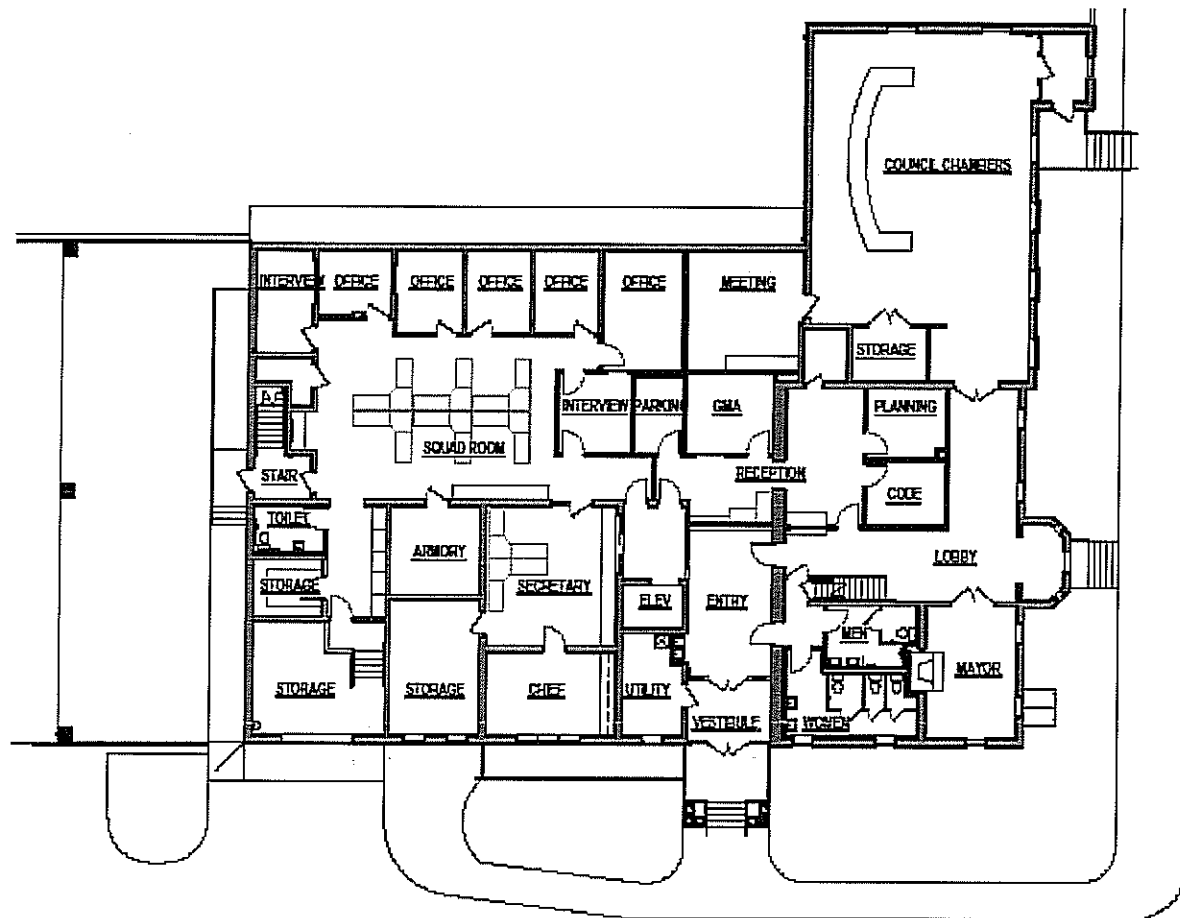 COUNCIL CHAMBERS
INTERVIEW
OFFICE
OFFICE
OFFICE
OFFICE
OFFICE
MEETING
STORAGE
INTERVIEW
PARKING
GMA
PLANNING
SQUAD ROOM
STAIR
RECEPTION
CODE
TOILET
ARMORY
LOBBY
STORAGE
SECRETARY
ELEV
ENTRY
MEN
STORAGE
STORAGE
CHIEF
UTILITY
VESTIBULE
WOMEN
MAYOR